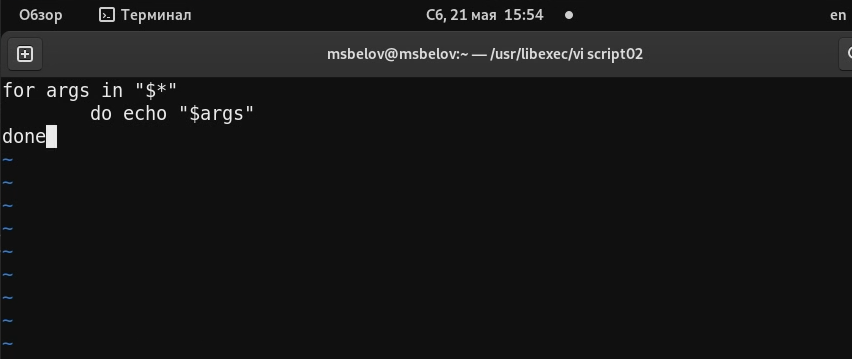 Обзор Терминал Сб, 21 мая 15:54 en
msbelov@msbelov:~ — /usr/libexec/vi script02
for args in "$*"
        do echo "$args"
done
~
~
~
~
~
~
~
~
~